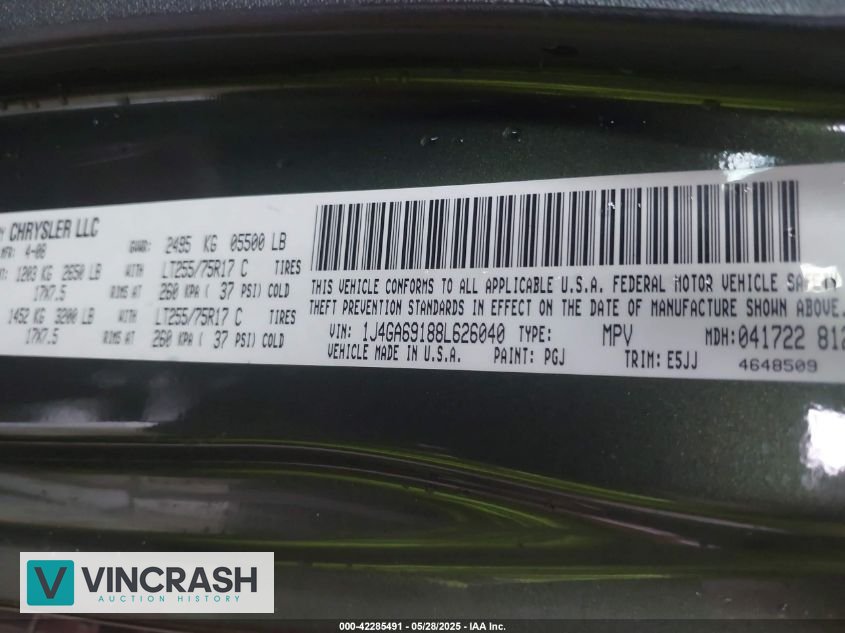 CHRYSLER LLC
MFR: 4-08
GVWR: 2495 KG 05500 LB
1203 KG 2650 LB WITH LT255/75R17 C TIRES
17X7.5 RIMS AT 260 KPA ( 37 PSI) COLD
1452 KG 3200 LB WITH LT255/75R17 C TIRES
17X7.5 RIMS AT 260 KPA ( 37 PSI) COLD
THIS VEHICLE CONFORMS TO ALL APPLICABLE U.S.A. FEDERAL MOTOR VEHICLE SAFETY
THEFT PREVENTION STANDARDS IN EFFECT ON THE DATE OF MANUFACTURE SHOWN ABOVE.
VIN: 1J4GA69188L626040 TYPE: MPV MDH:041722 812
VEHICLE MADE IN U.S.A. PAINT: PGJ TRIM: E5JJ 4648509
V VINCRASH
AUCTION HISTORY
000-42285491 - 05/28/2025 - IAA Inc.